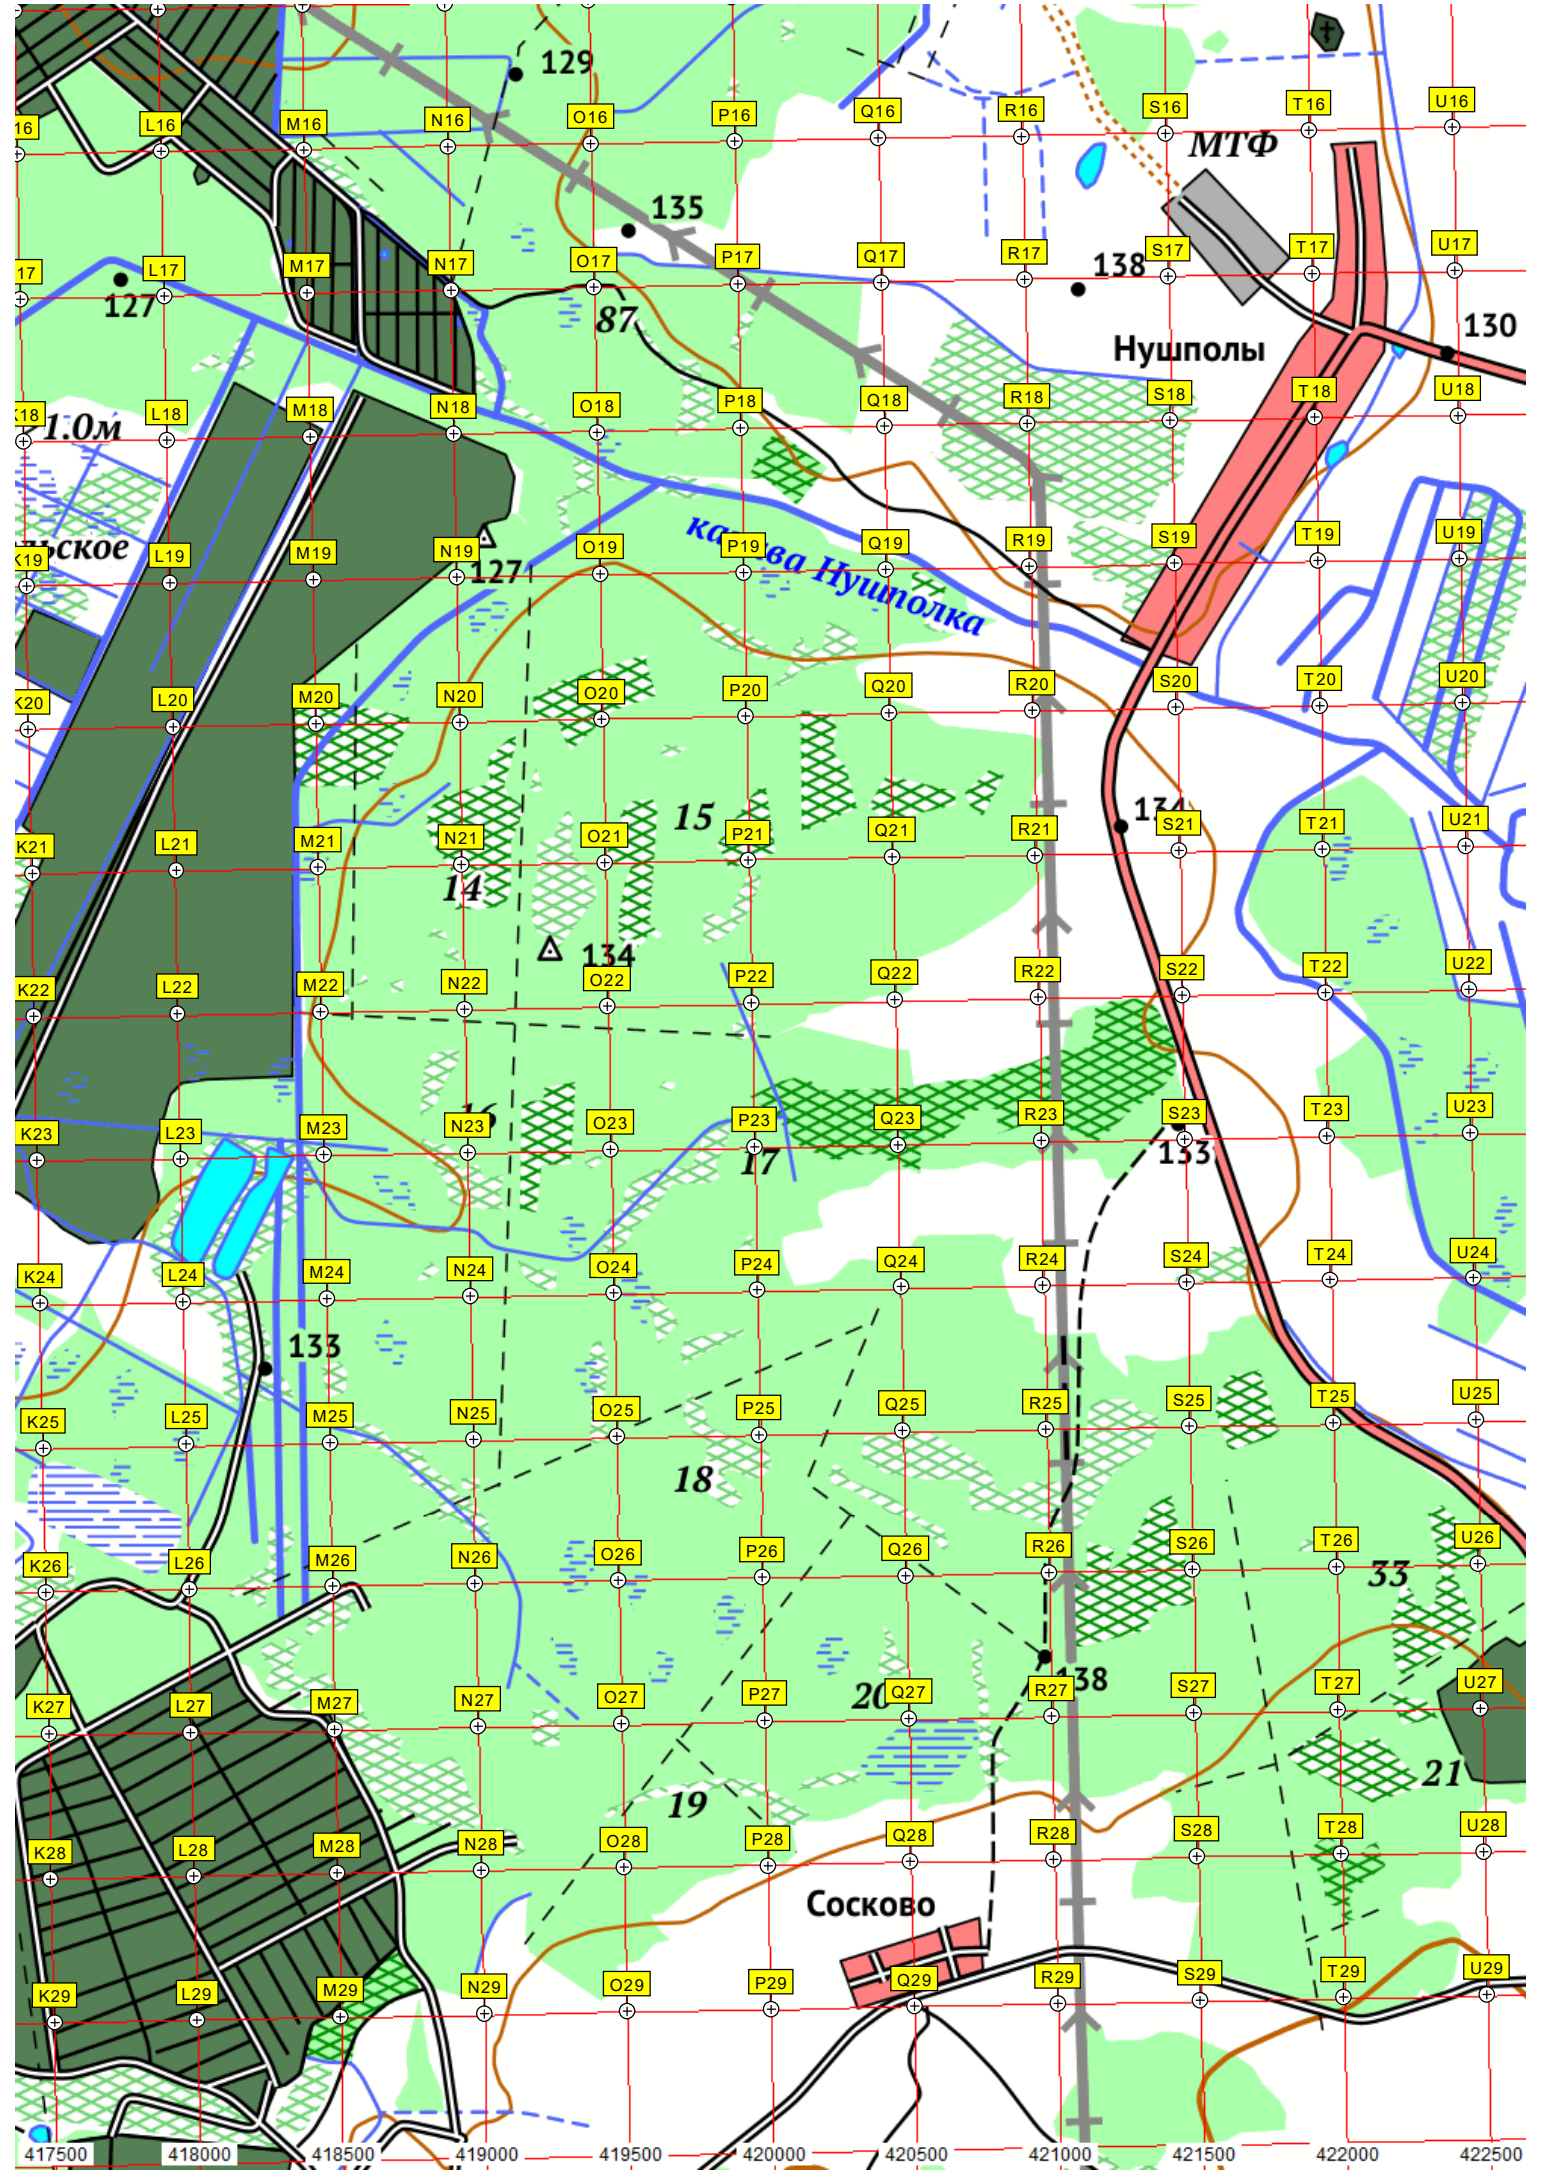 129
16 L16 M16 N16 O16 P16 Q16 R16 S16 T16 U16
МТФ
135
17 L17 M17 N17 O17 P17 Q17 R17 S17 T17 U17
138
127
87
130
Нушполы
K18 L18 M18 N18 O18 P18 Q18 R18 S18 T18 U18
1.0м
канава Нушполка
ьское
K19 L19 M19 N19 O19 P19 Q19 R19 S19 T19 U19
127
K20 L20 M20 N20 O20 P20 Q20 R20 S20 T20 U20
15
134
K21 L21 M21 N21 O21 P21 Q21 R21 S21 T21 U21
14
134
K22 L22 M22 N22 O22 P22 Q22 R22 S22 T22 U22
16
K23 L23 M23 N23 O23 P23 Q23 R23 S23 T23 U23
17
133
K24 L24 M24 N24 O24 P24 Q24 R24 S24 T24 U24
133
K25 L25 M25 N25 O25 P25 Q25 R25 S25 T25 U25
18
K26 L26 M26 N26 O26 P26 Q26 R26 S26 T26 U26
33
138
20
K27 L27 M27 N27 O27 P27 Q27 R27 S27 T27 U27
21
19
K28 L28 M28 N28 O28 P28 Q28 R28 S28 T28 U28
Сосково
K29 L29 M29 N29 O29 P29 Q29 R29 S29 T29 U29
417500 418000 418500 419000 419500 420000 420500 421000 421500 422000 422500